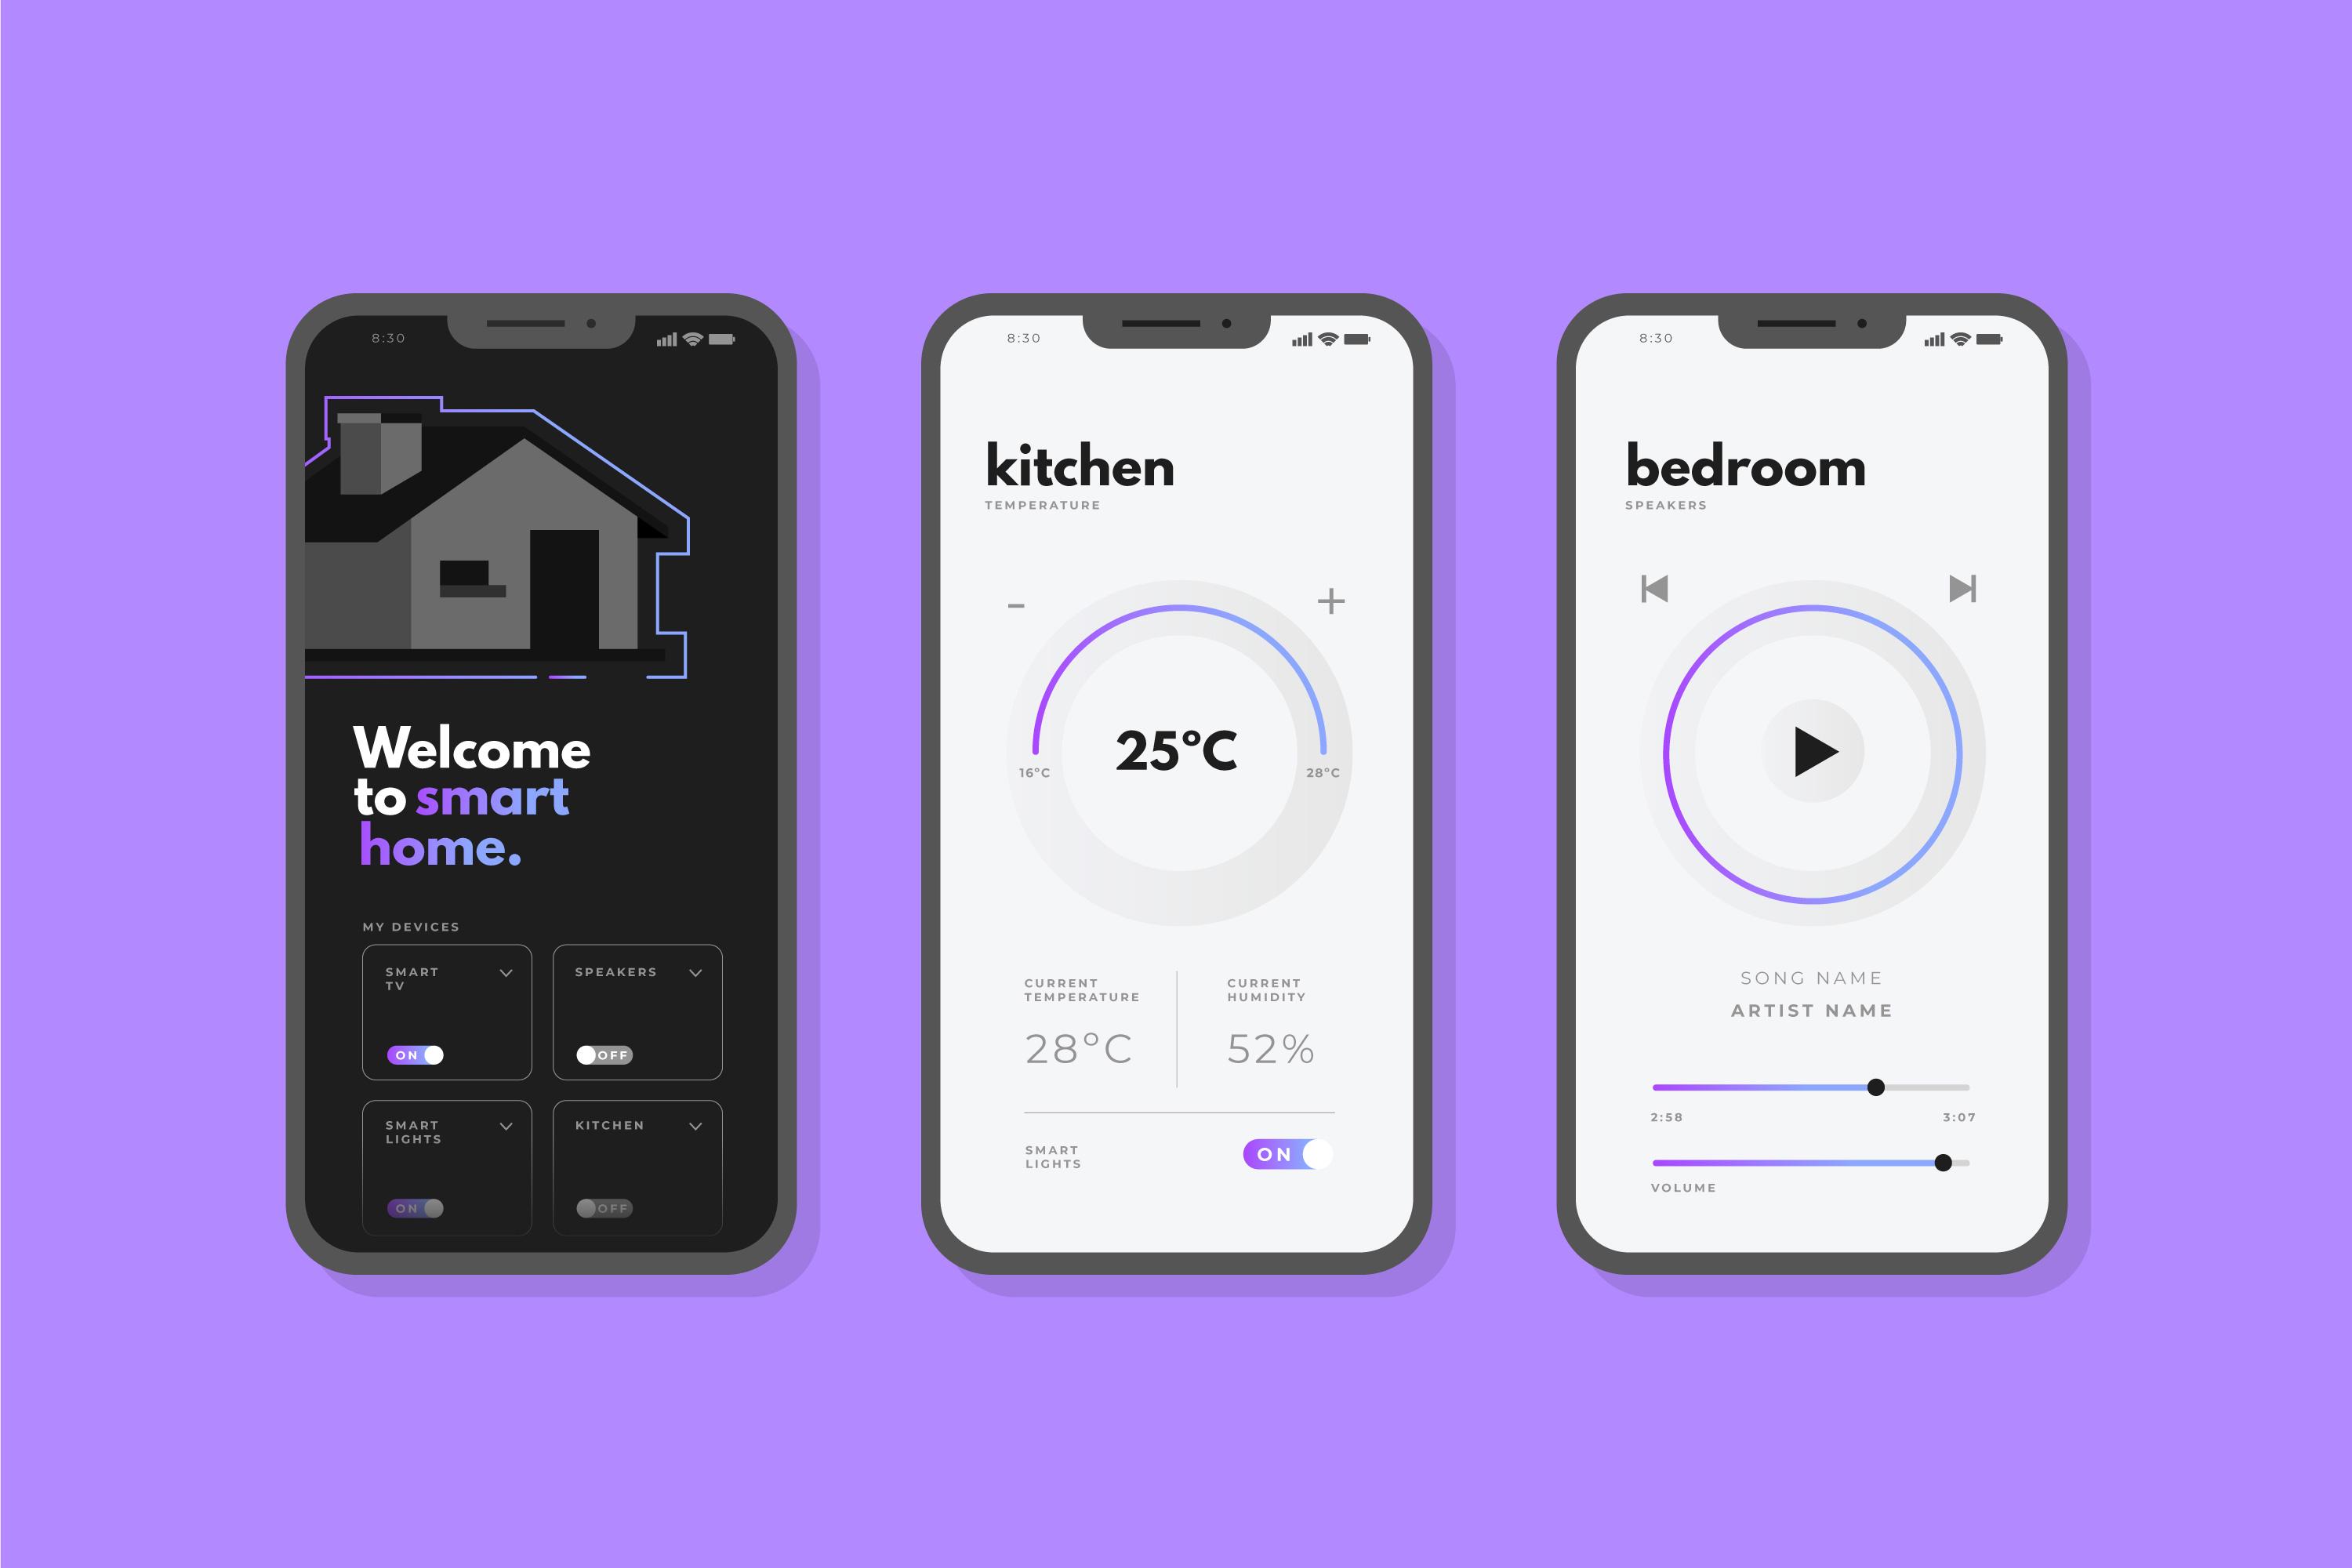 8:30
Welcome
to smart
home.
MY DEVICES
SMART
TV
ON
SPEAKERS
OFF
SMART
LIGHTS
ON
KITCHEN
OFF
8:30
kitchen
TEMPERATURE
- +
25°C
16°C 28°C
CURRENT
TEMPERATURE
28°C
CURRENT
HUMIDITY
52%
SMART
LIGHTS
ON
8:30
bedroom
SPEAKERS
SONG NAME
ARTIST NAME
2:58 3:07
VOLUME